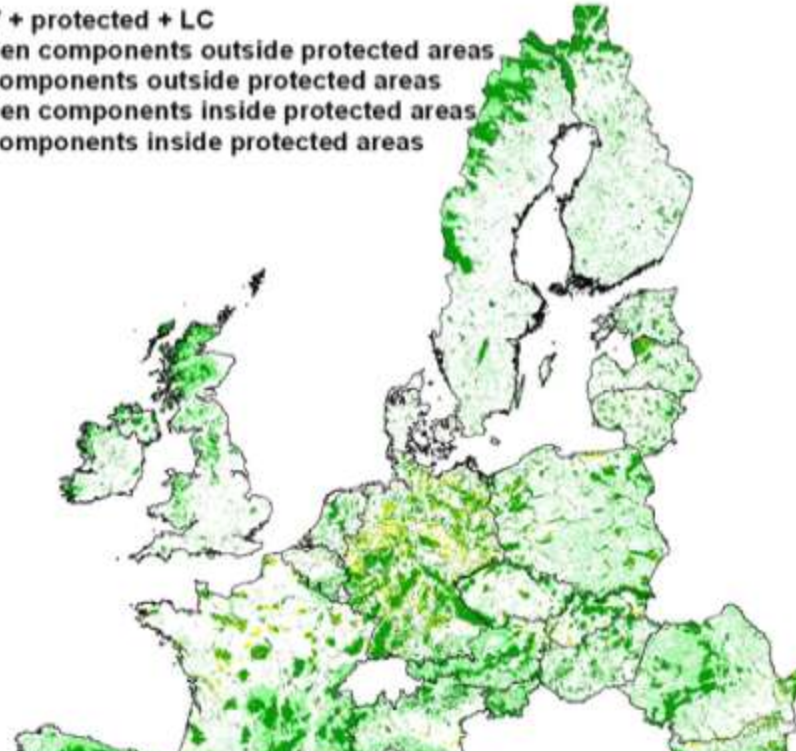 + protected + LC
en components outside protected areas
omponents outside protected areas
en components inside protected areas
omponents inside protected areas